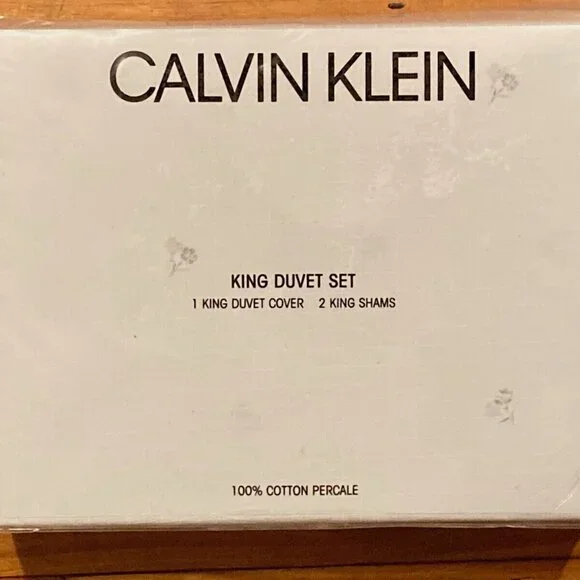 CALVIN KLEIN
KING DUVET SET
1 KING DUVET COVER 2 KING SHAMS
100% COTTON PERCALE